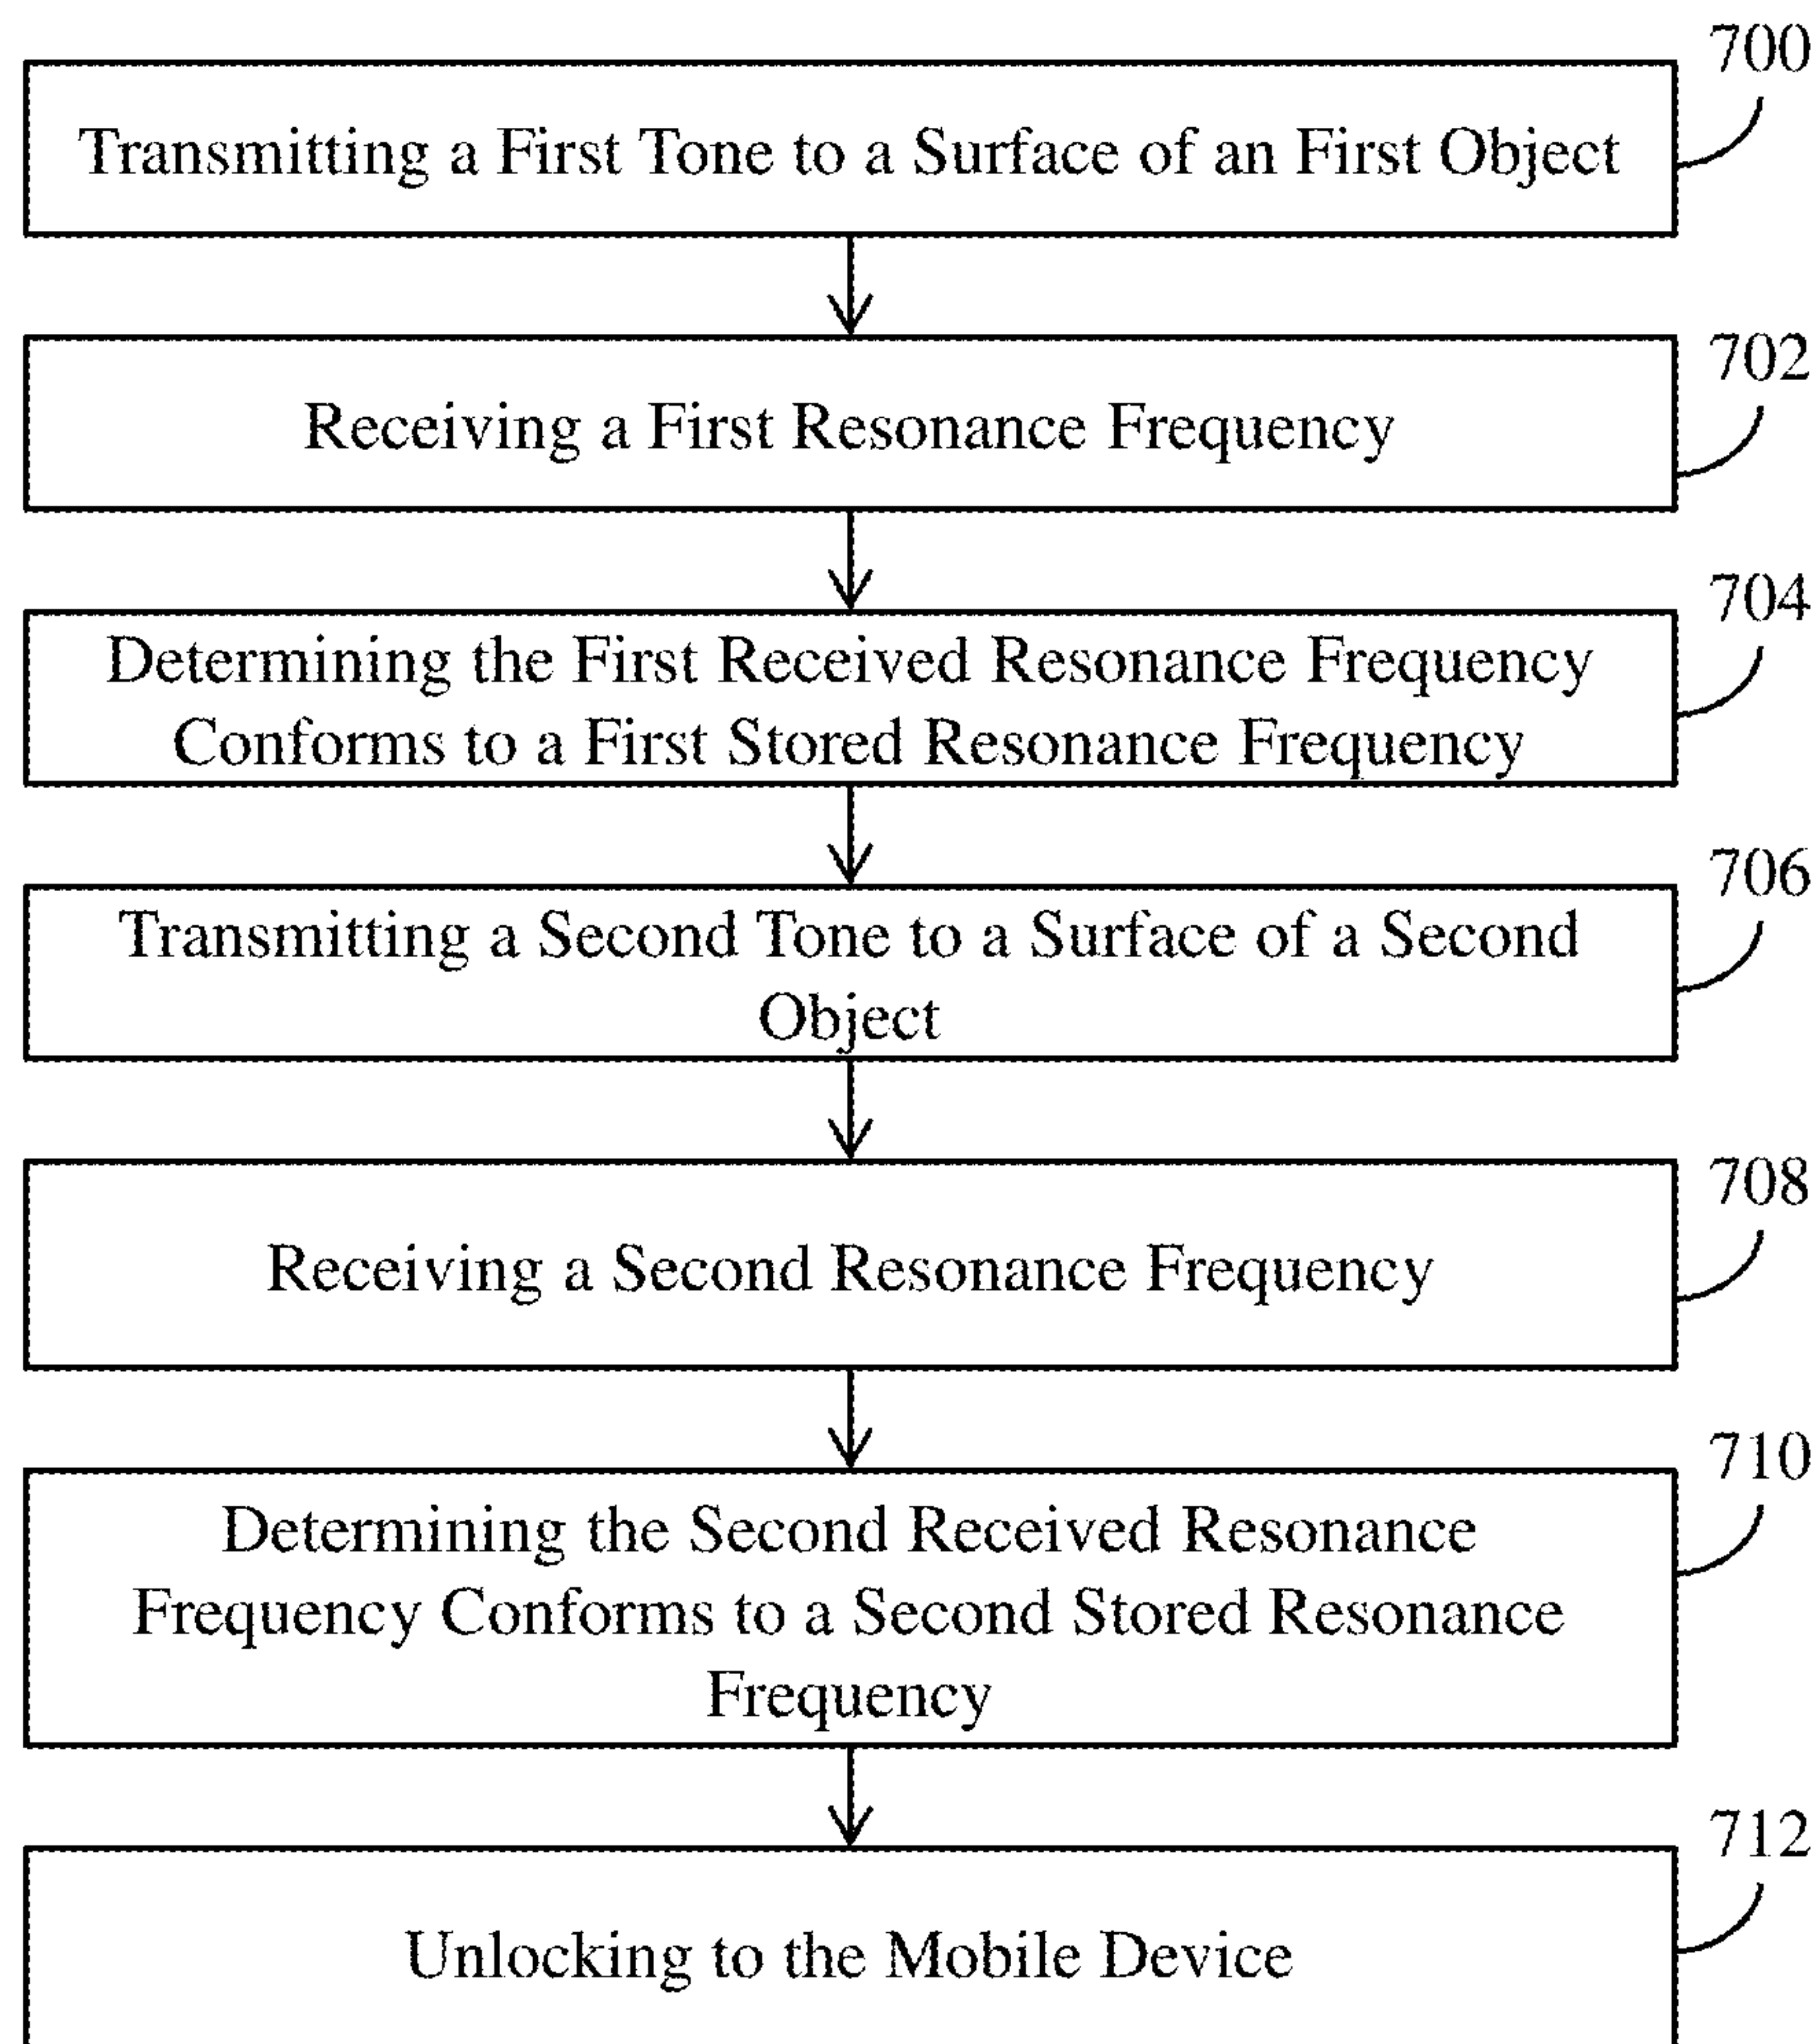 700
Transmitting a First Tone to a Surface of an First Object
702
Receiving a First Resonance Frequency
704
Determining the First Received Resonance Frequency
Conforms to a First Stored Resonance Frequency
706
Transmitting a Second Tone to a Surface of a Second
Object
708
Receiving a Second Resonance Frequency
710
Determining the Second Received Resonance
Frequency Conforms to a Second Stored Resonance
Frequency
712
Unlocking to the Mobile Device